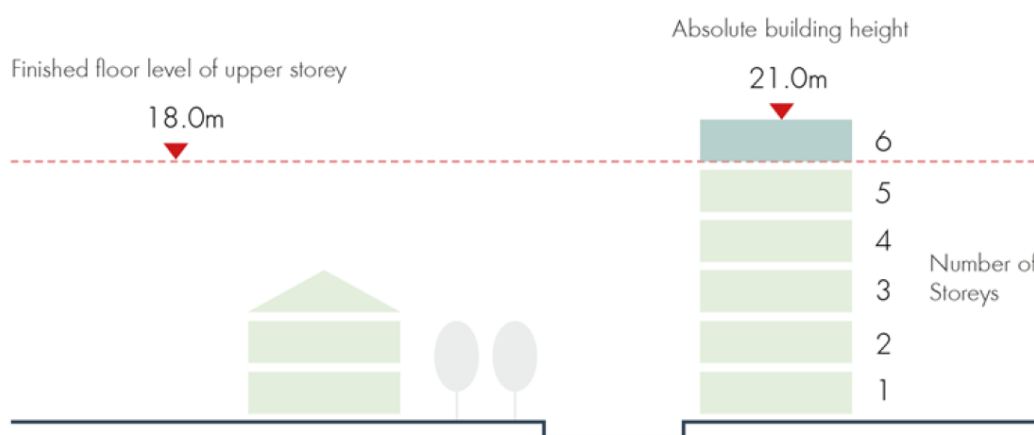 Absolute building height
Finished floor level of upper storey
21.0m
18.0m
6
5
4
Number of
3
Storeys
2
1